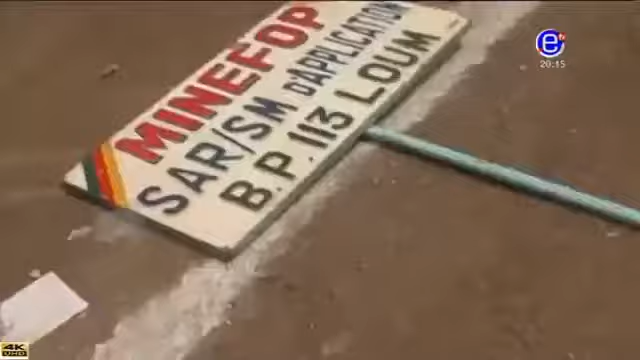 MINEFOP
SAR/SM D'APPLICATION
B.P. 113 LOUM
e
20:15
4K
UHD